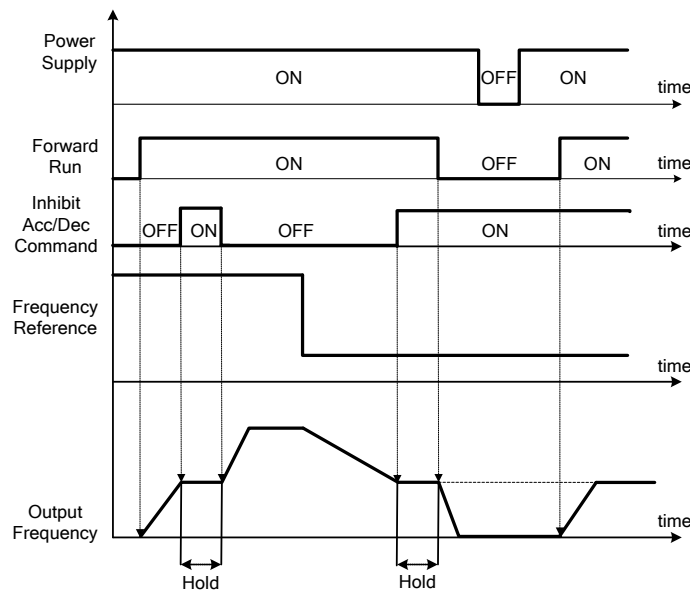 Power
Supply
ON
OFF
ON
time
Forward
Run
ON
OFF
ON
time
Inhibit
Acc/Dec
Command
OFF
ON
OFF
ON
time
Frequency
Reference
time
Output
Frequency
time
Hold
Hold